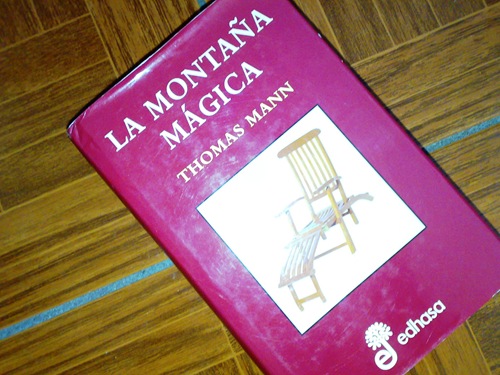 LA MONTAÑA
MÁGICA
THOMAS MANN
edhasa